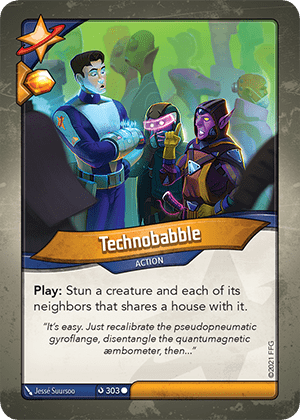 Technobabble
ACTION
Play: Stun a creature and each of its
neighbors that shares a house with it.
"It's easy. Just recalibrate the pseudopneumatic
gyroflange, disentangle the quantumagnetic
æmbometer, then..."
©2021 FFG
Jessé Suursoo
303